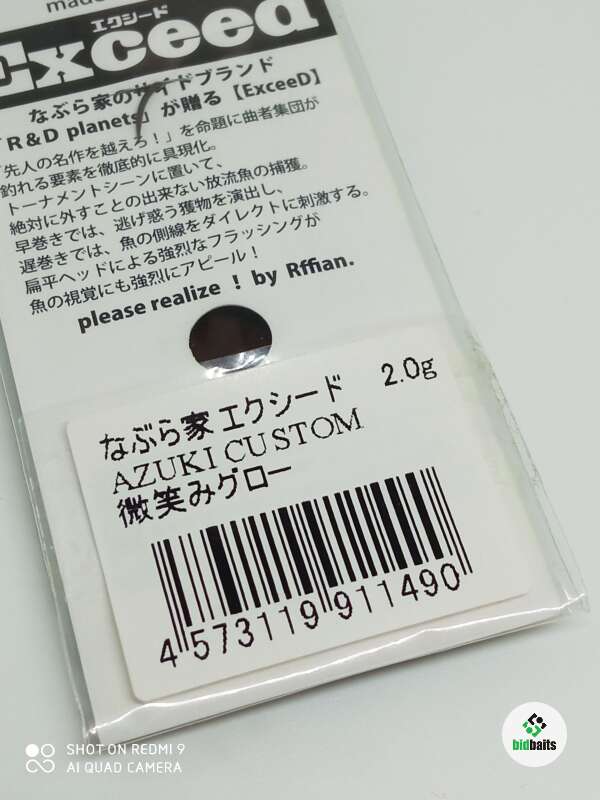 made
エクシード
Exceed
なぶら家のサイドブランド
「R&D planets」が贈る【ExceeD】
「先人の名作を越えろ！」を命題に曲者集団が
釣れる要素を徹底的に具現化。
トーナメントシーンに置いて、
絶対に外すことの出来ない放流魚の捕獲。
早巻きでは、逃げ惑う獲物を演出し、
遅巻きでは、魚の側線をダイレクトに刺激する。
扁平ヘッドによる強烈なフラッシングが
魚の視覚にも強烈にアピール！
please realize ! by Rffian.
なぶら家 エクシード 2.0g
AZUKI CUSTOM
微笑みグロー
4 573119 911490
SHOT ON REDMI 9
AI QUAD CAMERA
bidbaits